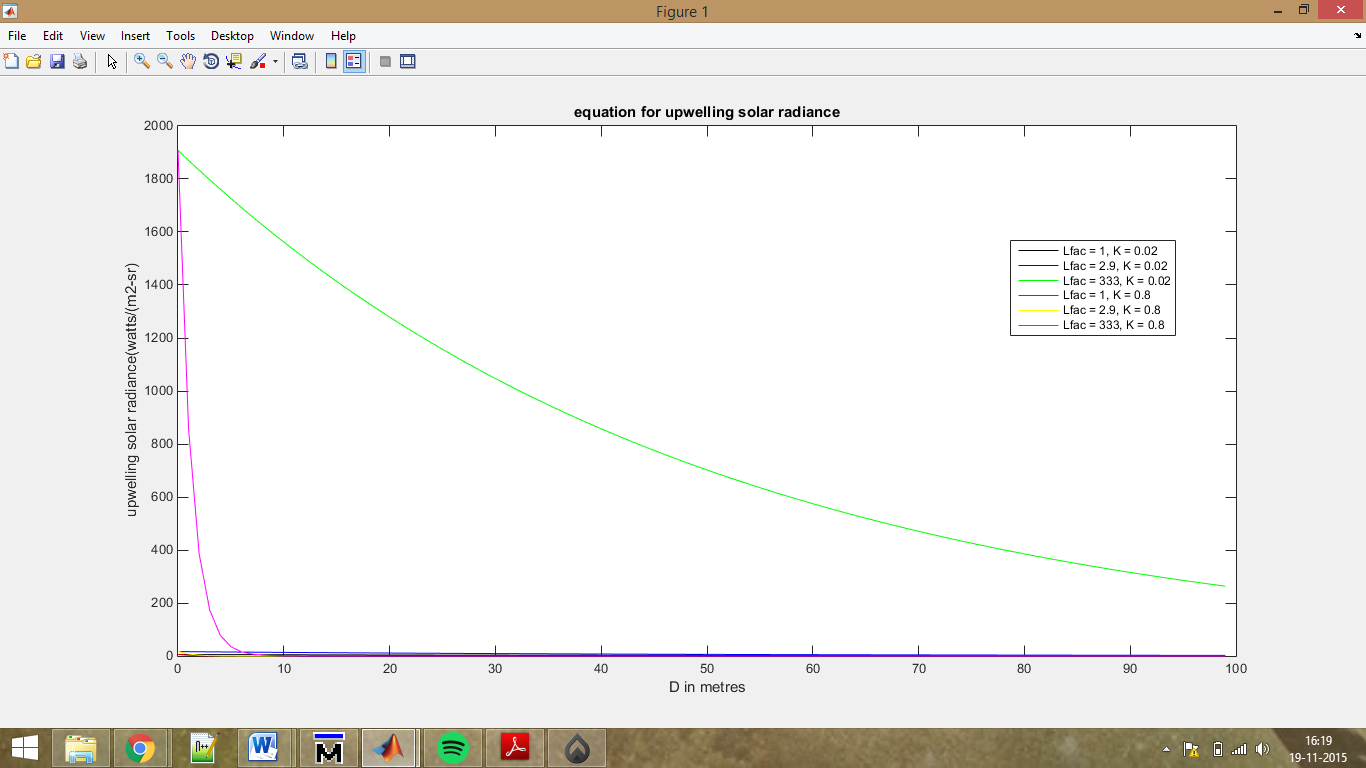 Figure 1
File Edit View Insert Tools Desktop Window Help
equation for upwelling solar radiance
2000
1800
1600
1400
1200
1000
800
600
400
200
0
upwelling solar radiance(watts/(m2-sr)
Lfac = 1, K = 0.02
Lfac = 2.9, K = 0.02
Lfac = 333, K = 0.02
Lfac = 1, K = 0.8
Lfac = 2.9, K = 0.8
Lfac = 333, K = 0.8
0 10 20 30 40 50 60 70 80 90 100
D in metres
16:19
19-11-2015